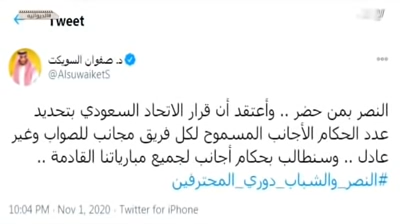 #الديوانية
Tweet
د. صفوان السويكت
@AlsuwaiketS
النصر بمن حضر .. وأعتقد أن قرار الاتحاد السعودي بتحديد
عدد الحكام الأجانب المسموح لكل فريق مجانب للصواب وغير
عادل .. وسنطالب بحكام أجانب لجميع مبارياتنا القادمة ..
#النصر_والشباب_دوري_المحترفين
10:04 PM · Nov 1, 2020 · Twitter for iPhone